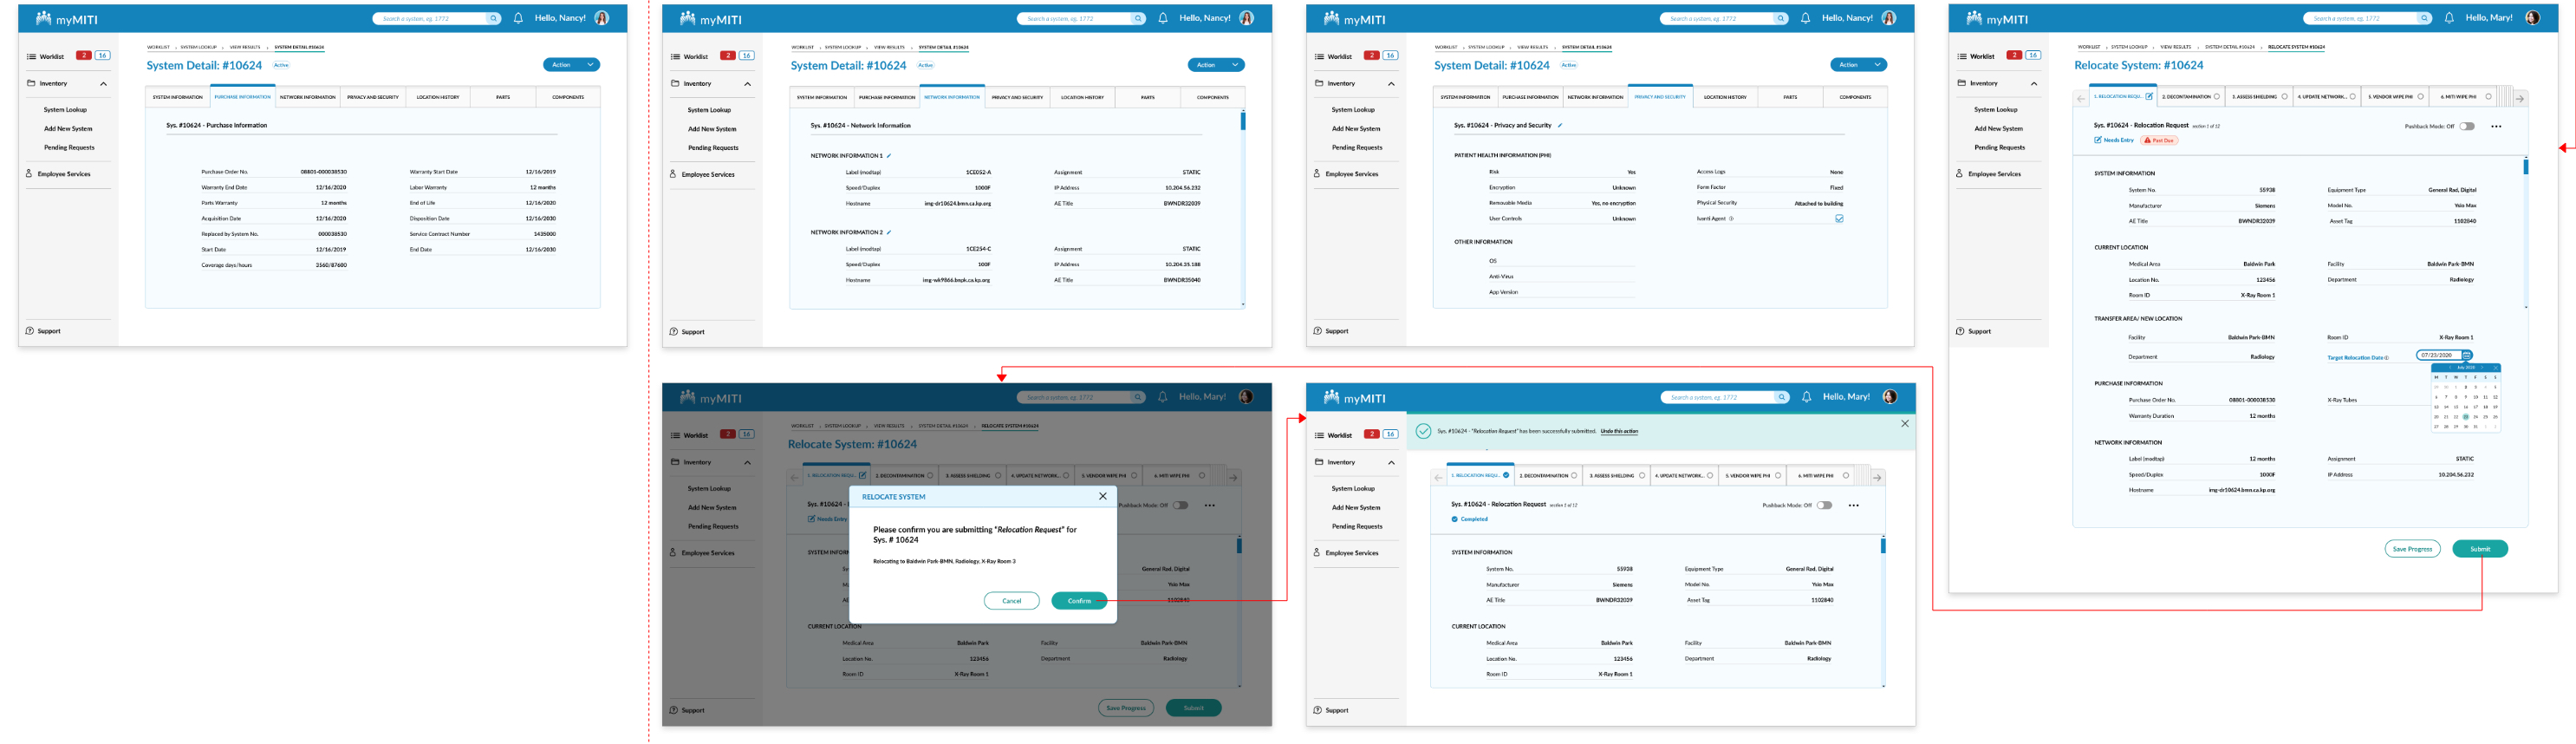 myMITI
Search a system, eg. 1772
Hello, Nancy!
Worklist 2 16
Inventory
System Lookup
Add New System
Pending Requests
Employee Services
Support
WORKLIST › SYSTEM LOOKUP › VIEW RESULTS › SYSTEM DETAIL #10624
System Detail: #10624 Active
Action
SYSTEM INFORMATION PURCHASE INFORMATION NETWORK INFORMATION PRIVACY AND SECURITY LOCATION HISTORY PARTS COMPONENTS
Sys. #10624 - Purchase Information
Purchase Order No. 08801-000038530 Warranty Start Date 12/16/2019
Warranty End Date 12/16/2020 Labor Warranty 12 months
Parts Warranty 12 months End of Life 12/16/2020
Acquisition Date 12/16/2020 Disposition Date 12/16/2030
Replaced by System No. 000038530 Service Contract Number 1435000
Start Date 12/16/2019 End Date 12/16/2030
Coverage days/hours 3560/87600
myMITI
Search a system, eg. 1772
Hello, Nancy!
Worklist 2 16
Inventory
System Lookup
Add New System
Pending Requests
Employee Services
Support
WORKLIST › SYSTEM LOOKUP › VIEW RESULTS › SYSTEM DETAIL #10624
System Detail: #10624 Active
Action
SYSTEM INFORMATION PURCHASE INFORMATION NETWORK INFORMATION PRIVACY AND SECURITY LOCATION HISTORY PARTS COMPONENTS
Sys. #10624 - Network Information
NETWORK INFORMATION 1
Label (modtap) 1CE052-A Assignment STATIC
Speed/Duplex 1000F IP Address 10.204.56.232
Hostname img-dr10624.bmn.ca.kp.org AE Title BWNDR32039
NETWORK INFORMATION 2
Label (modtap) 1CE254-C Assignment STATIC
Speed/Duplex 100F IP Address 10.204.35.188
Hostname img-wk9866.bnpk.ca.kp.org AE Title BWNDR35040
myMITI
Search a system, eg. 1772
Hello, Nancy!
Worklist 2 16
Inventory
System Lookup
Add New System
Pending Requests
Employee Services
Support
WORKLIST › SYSTEM LOOKUP › VIEW RESULTS › SYSTEM DETAIL #10624
System Detail: #10624 Active
Action
SYSTEM INFORMATION PURCHASE INFORMATION NETWORK INFORMATION PRIVACY AND SECURITY LOCATION HISTORY PARTS COMPONENTS
Sys. #10624 - Privacy and Security
PATIENT HEALTH INFORMATION (PHI)
Risk Yes Access Logs None
Encryption Unknown Form Factor Fixed
Removable Media Yes, no encryption Physical Security Attached to building
User Controls Unknown Ivanti Agent
OTHER INFORMATION
OS
Anti-Virus
App Version
myMITI
Search a system, eg. 1772
Hello, Mary!
Worklist 2 16
Inventory
System Lookup
Add New System
Pending Requests
Employee Services
Support
WORKLIST › SYSTEM LOOKUP › VIEW RESULTS › SYSTEM DETAIL #10624 › RELOCATE SYSTEM #10624
Relocate System: #10624
1. RELOCATION REQU... 2. DECONTAMINATION 3. ASSESS SHIELDING 4. UPDATE NETWORK... 5. VENDOR WIPE PHI 6. MITI WIPE PHI
Sys. #10624 - Relocation Request section 1 of 12 Pushback Mode: Off
Needs Entry Past Due
SYSTEM INFORMATION
System No. 55938 Equipment Type General Rad, Digital
Manufacturer Siemens Model No. Ysio Max
AE Title BWNDR32039 Asset Tag 1102840
CURRENT LOCATION
Medical Area Baldwin Park Facility Baldwin Park-BMN
Location No. 123456 Department Radiology
Room ID X-Ray Room 1
TRANSFER AREA/ NEW LOCATION
Facility Baldwin Park-BMN Room ID X-Ray Room 1
Department Radiology Target Relocation Date 07/23/2020
July 2020
M T W T F S S
PURCHASE INFORMATION
Purchase Order No. 08801-000038530 X-Ray Tubes
Warranty Duration 12 months
NETWORK INFORMATION
Label (modtap) 12 months Assignment STATIC
Speed/Duplex 1000F IP Address 10.204.56.232
Hostname img-dr10624.bmn.ca.kp.org
Save Progress Submit
myMITI
Search a system, eg. 1772
Hello, Mary!
Worklist 2 16
Inventory
System Lookup
Add New System
Pending Requests
Employee Services
Support
WORKLIST › SYSTEM LOOKUP › VIEW RESULTS › SYSTEM DETAIL #10624 › RELOCATE SYSTEM #10624
Relocate System: #10624
1. RELOCATION REQU... 2. DECONTAMINATION 3. ASSESS SHIELDING 4. UPDATE NETWORK... 5. VENDOR WIPE PHI 6. MITI WIPE PHI
Sys. #10624 - Pushback Mode: Off
Needs Entry
RELOCATE SYSTEM
Please confirm you are submitting "Relocation Request" for
Sys. # 10624
Relocating to Baldwin Park-BMN, Radiology, X-Ray Room 3
Cancel Confirm
SYSTEM INFORM
General Rad, Digital
Ysio Max
AE 1102840
CURRENT LOCATION
Medical Area Baldwin Park Facility Baldwin Park-BMN
Location No. 123456 Department Radiology
Room ID X-Ray Room 1
Save Progress Submit
myMITI
Search a system, eg. 1772
Hello, Mary!
Worklist 2 16
Inventory
System Lookup
Add New System
Pending Requests
Employee Services
Support
Sys. #10624 - "Relocation Request" has been successfully submitted. Undo this action
1. RELOCATION REQU... 2. DECONTAMINATION 3. ASSESS SHIELDING 4. UPDATE NETWORK... 5. VENDOR WIPE PHI 6. MITI WIPE PHI
Sys. #10624 - Relocation Request section 1 of 12 Pushback Mode: Off
Completed
SYSTEM INFORMATION
System No. 55938 Equipment Type General Rad, Digital
Manufacturer Siemens Model No. Ysio Max
AE Title BWNDR32039 Asset Tag 1102840
CURRENT LOCATION
Medical Area Baldwin Park Facility Baldwin Park-BMN
Location No. 123456 Department Radiology
Room ID X-Ray Room 1